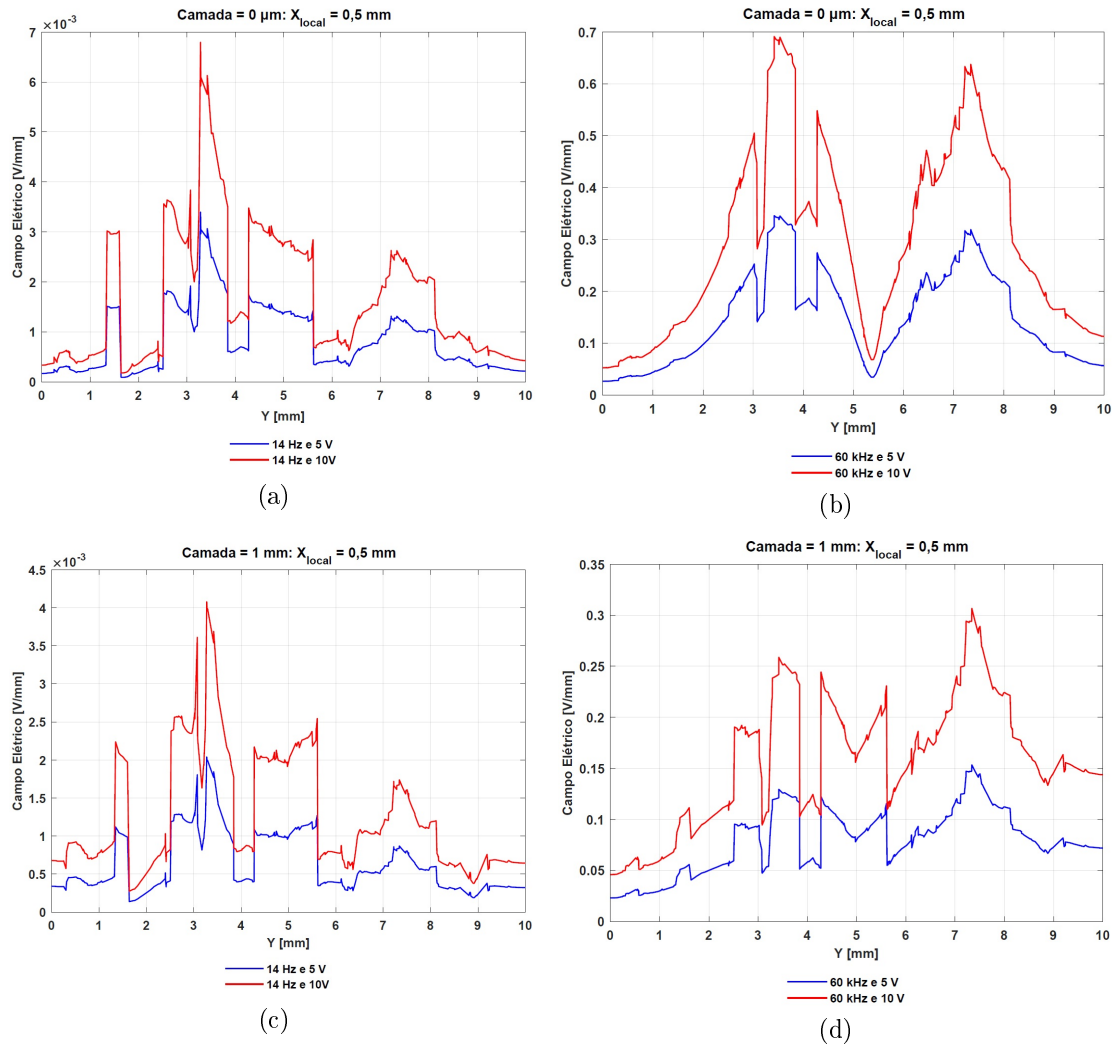 Camada = 0 µm: X_local = 0,5 mm
×10⁻³
7
6
5
4
3
2
1
0
Campo Elétrico [V/mm]
0 1 2 3 4 5 6 7 8 9 10
Y [mm]
14 Hz e 5 V
14 Hz e 10V
(a)
Camada = 0 µm: X_local = 0,5 mm
0.7
0.6
0.5
0.4
0.3
0.2
0.1
0
Campo Elétrico [V/mm]
0 1 2 3 4 5 6 7 8 9 10
Y [mm]
60 kHz e 5 V
60 kHz e 10 V
(b)
Camada = 1 mm: X_local = 0,5 mm
×10⁻³
4.5
4
3.5
3
2.5
2
1.5
1
0.5
0
Campo Elétrico [V/mm]
0 1 2 3 4 5 6 7 8 9 10
Y [mm]
14 Hz e 5 V
14 Hz e 10V
(c)
Camada = 1 mm: X_local = 0,5 mm
0.35
0.3
0.25
0.2
0.15
0.1
0.05
0
Campo Elétrico [V/mm]
0 1 2 3 4 5 6 7 8 9 10
Y [mm]
60 kHz e 5 V
60 kHz e 10 V
(d)